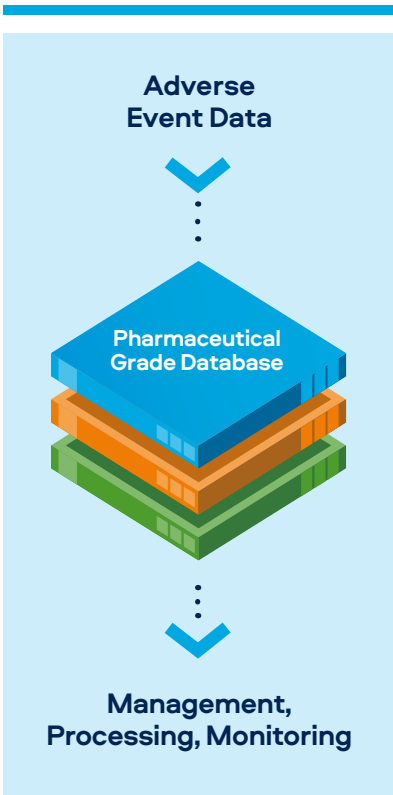 Adverse
Event Data
Pharmaceutical
Grade Database
Management,
Processing, Monitoring